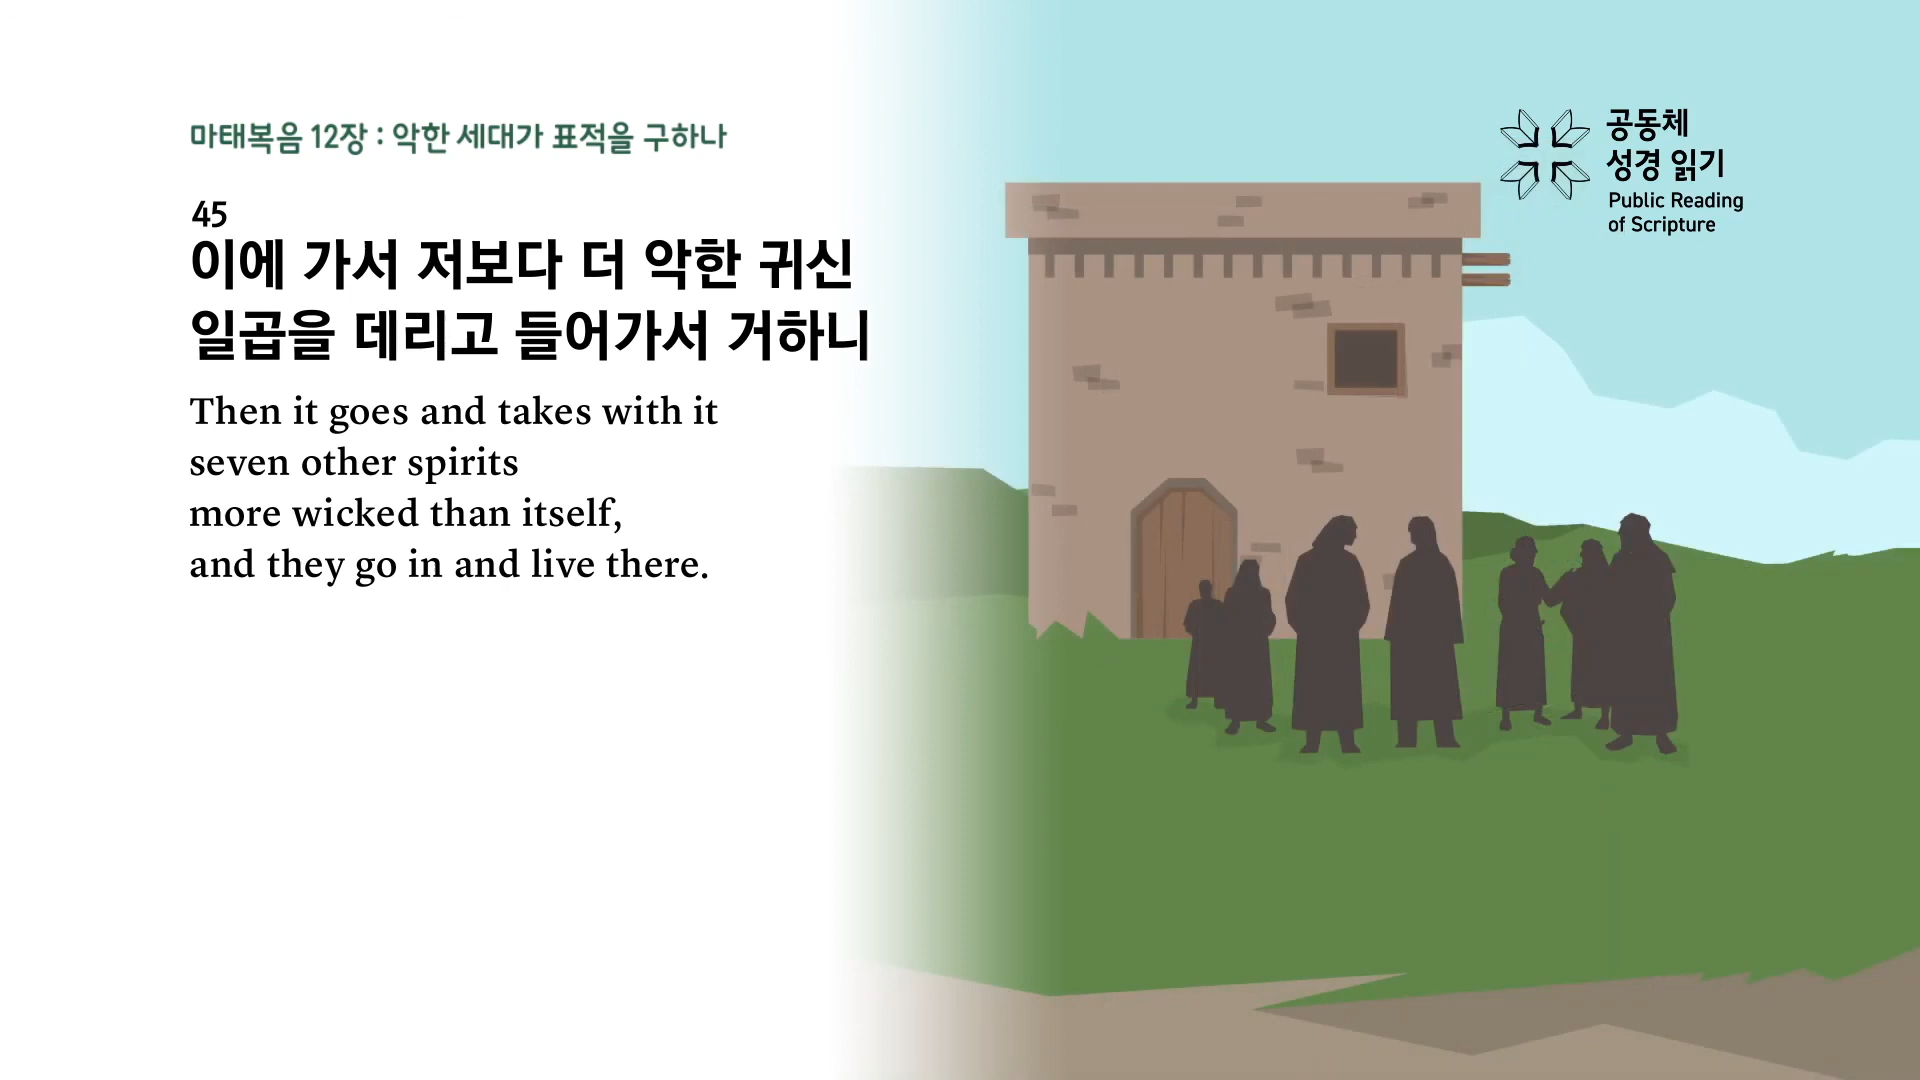 마태복음 12장 : 악한 세대가 표적을 구하나
45
이에 가서 저보다 더 악한 귀신
일곱을 데리고 들어가서 거하니
Then it goes and takes with it
seven other spirits
more wicked than itself,
and they go in and live there.
공동체
성경 읽기
Public Reading
of Scripture